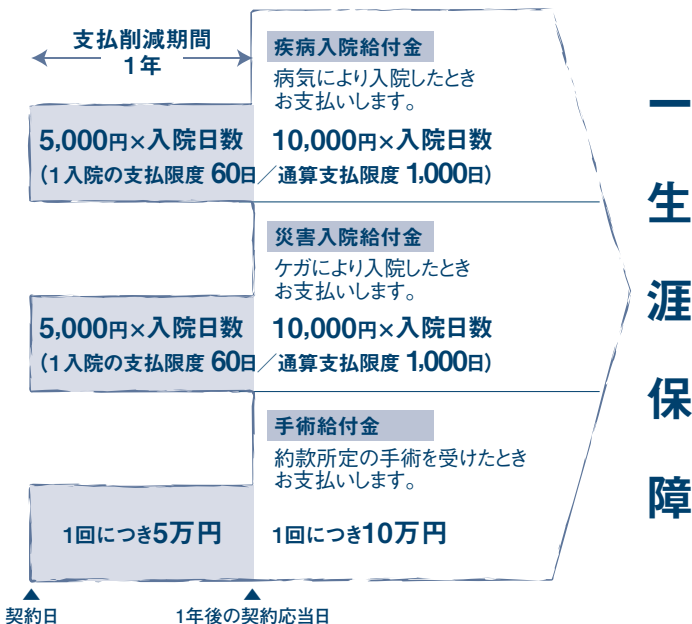 支払削減期間
1年
疾病入院給付金
病気により入院したとき
お支払いします。
5,000円×入院日数
10,000円×入院日数
(1入院の支払限度 60日／通算支払限度 1,000日)
災害入院給付金
ケガにより入院したとき
お支払いします。
5,000円×入院日数
10,000円×入院日数
(1入院の支払限度 60日／通算支払限度 1,000日)
手術給付金
約款所定の手術を受けたとき
お支払いします。
1回につき5万円
1回につき10万円
一生涯保障
契約日
1年後の契約応当日